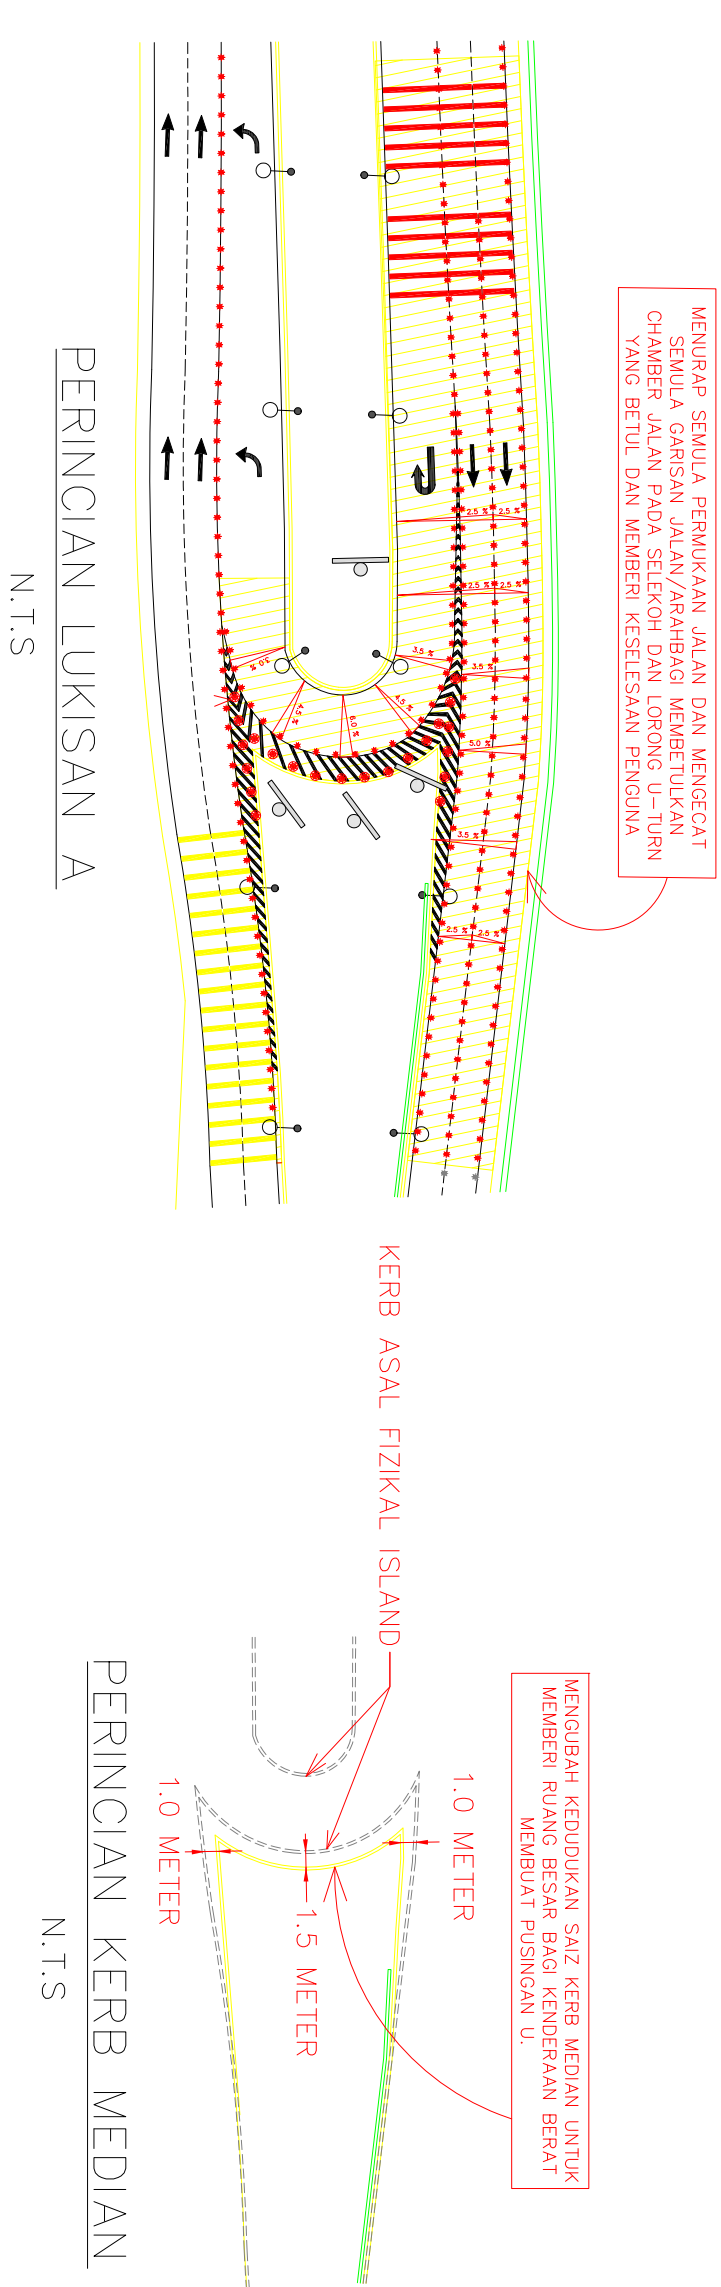 MENURAP SEMULA PERMUKAAN JALAN DAN MENGECAT
SEMULA GARISAN JALAN/ARAHBAGI MEMBETULKAN
CHAMBER JALAN PADA SELEKOH DAN LORONG U-TURN
YANG BETUL DAN MEMBERI KESELESAAN PENGUNA
2.5 % 2.5 %
2.5 % 2.5 %
3.5 %
3.5 %
3.0 %
4.5 %
6.0 %
4.5 %
5.0 %
3.5 %
2.5 % 2.5 %
PERINCIAN LUKISAN A
N.T.S
KERB ASAL FIZIKAL ISLAND
MENGUBAH KEDUDUKAN SAIZ KERB MEDIAN UNTUK
MEMBERI RUANG BESAR BAGI KENDERAAN BERAT
MEMBUAT PUSINGAN U.
1.0 METER
1.5 METER
1.0 METER
PERINCIAN KERB MEDIAN
N.T.S